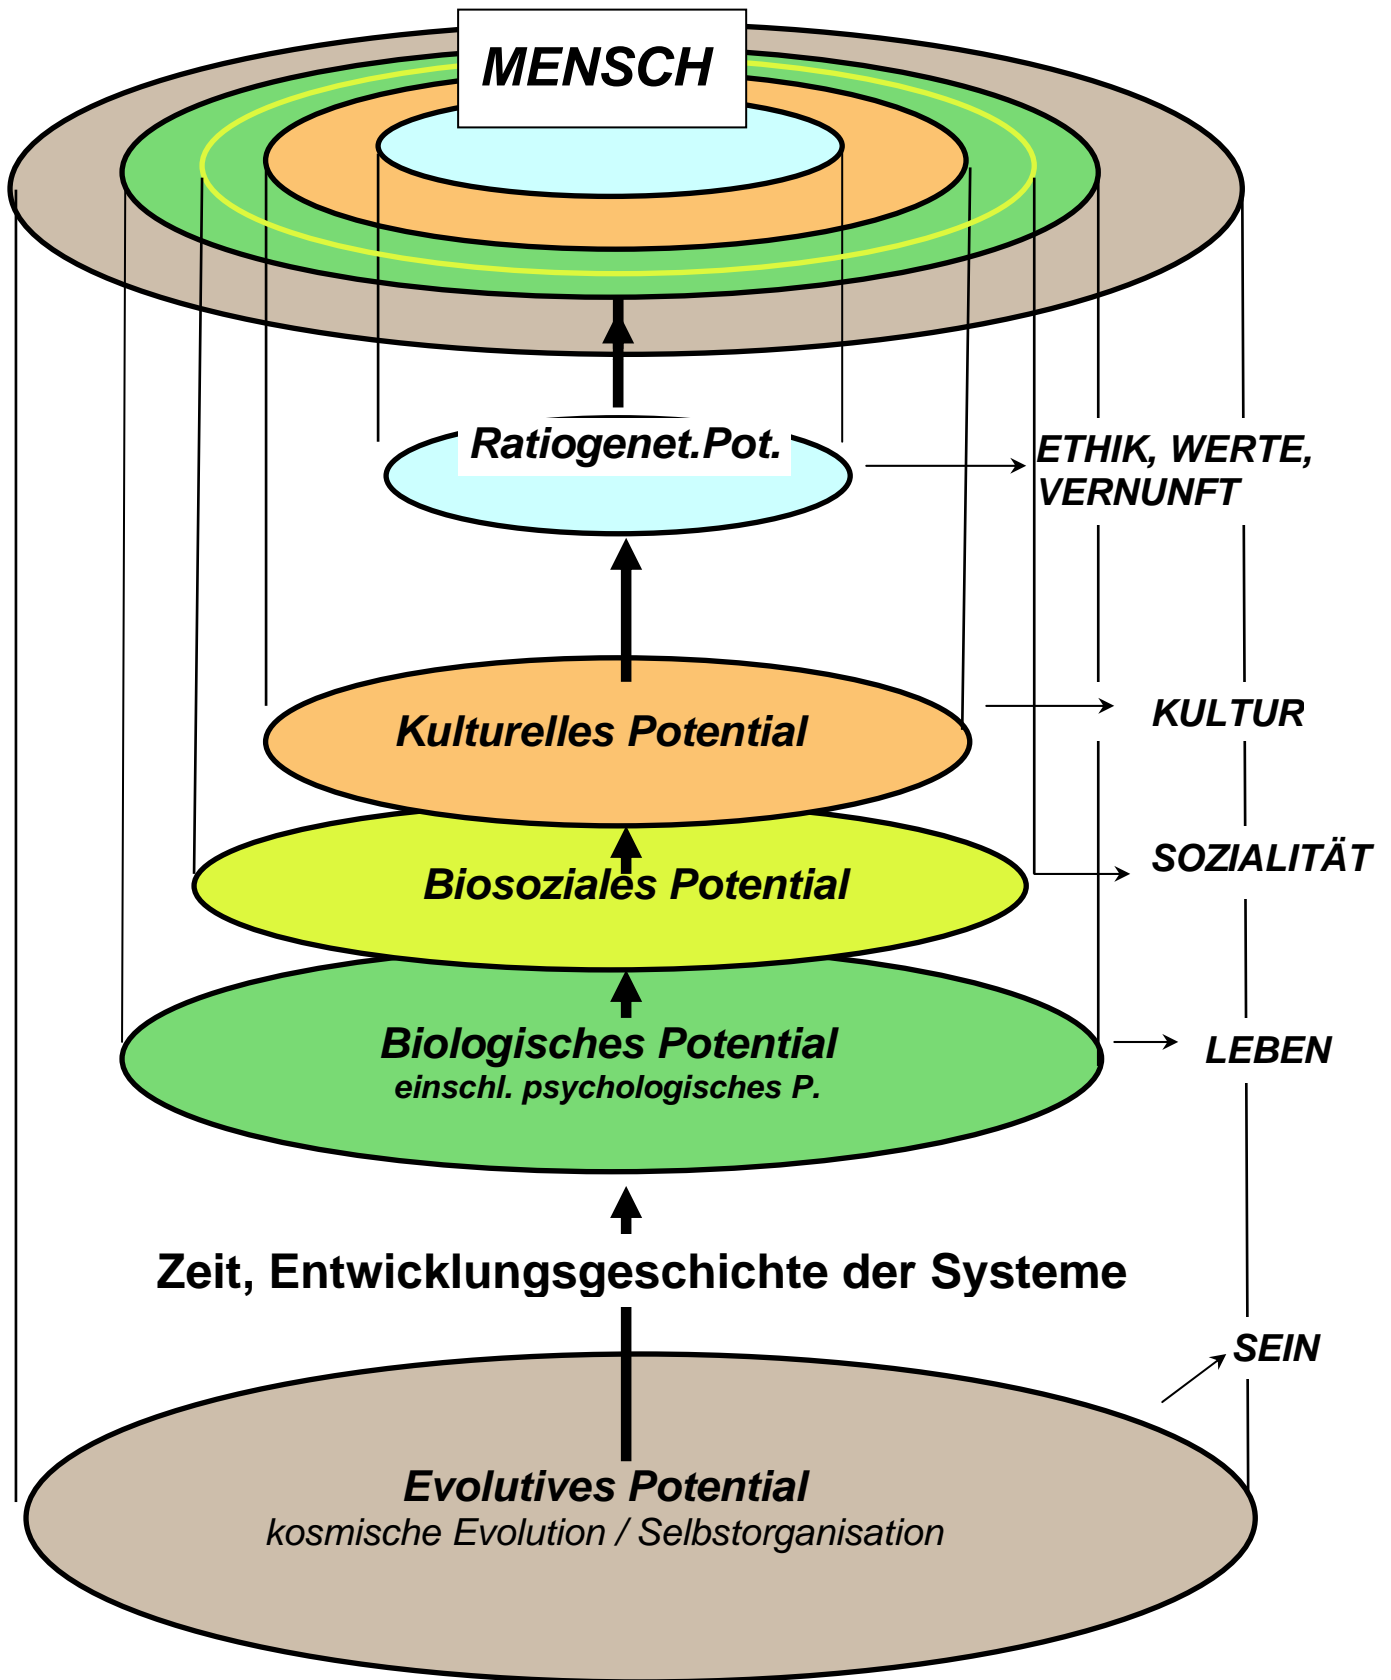 MENSCH
Ratiogenet.Pot.
ETHIK, WERTE,
VERNUNFT
Kulturelles Potential
KULTUR
Biosoziales Potential
SOZIALITÄT
Biologisches Potential
einschl. psychologisches P.
LEBEN
Zeit, Entwicklungsgeschichte der Systeme
SEIN
Evolutives Potential
kosmische Evolution / Selbstorganisation